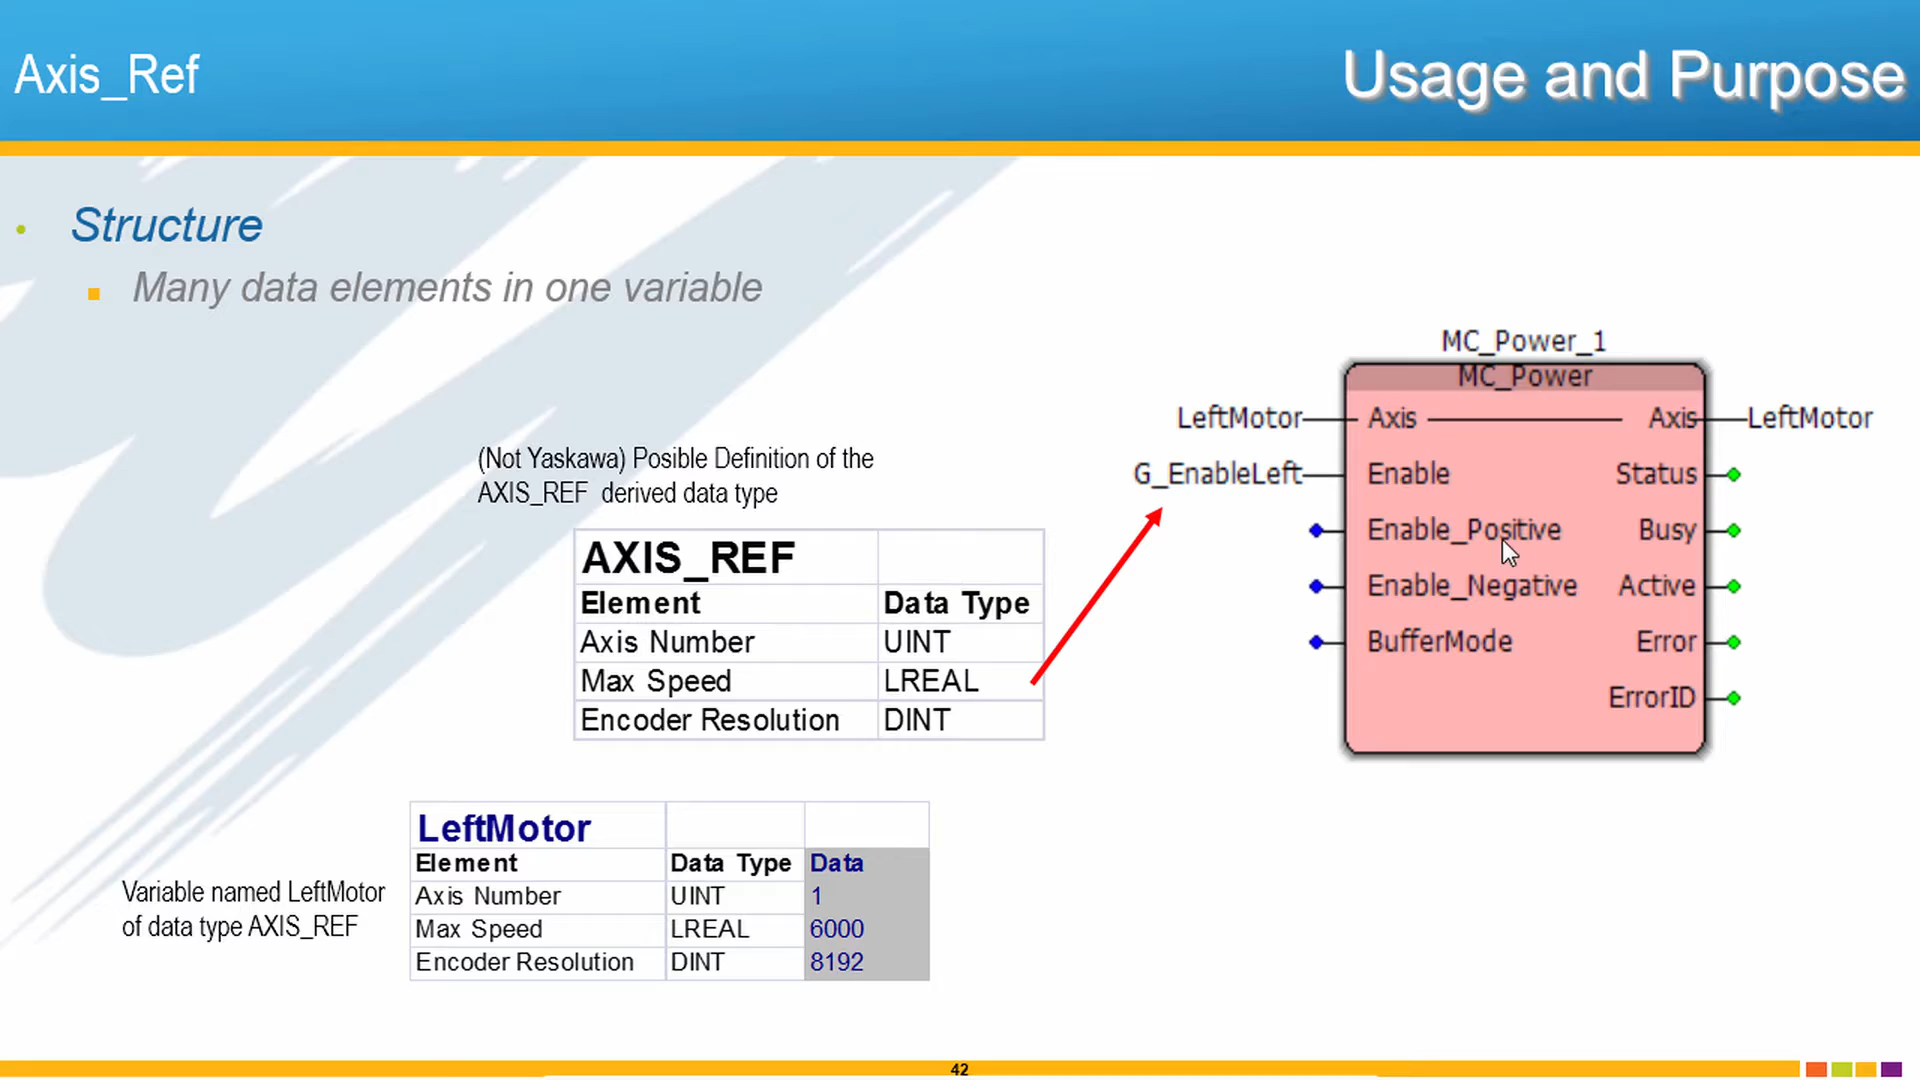 Axis_Ref
Usage and Purpose
• Structure
Many data elements in one variable
(Not Yaskawa) Posible Definition of the
AXIS_REF derived data type
AXIS_REF
Element Data Type
Axis Number UINT
Max Speed LREAL
Encoder Resolution DINT
MC_Power_1
MC_Power
LeftMotor Axis Axis LeftMotor
G_EnableLeft Enable Status
Enable_Positive Busy
Enable_Negative Active
BufferMode Error
ErrorID
Variable named LeftMotor
of data type AXIS_REF
LeftMotor
Element Data Type Data
Axis Number UINT 1
Max Speed LREAL 6000
Encoder Resolution DINT 8192
42